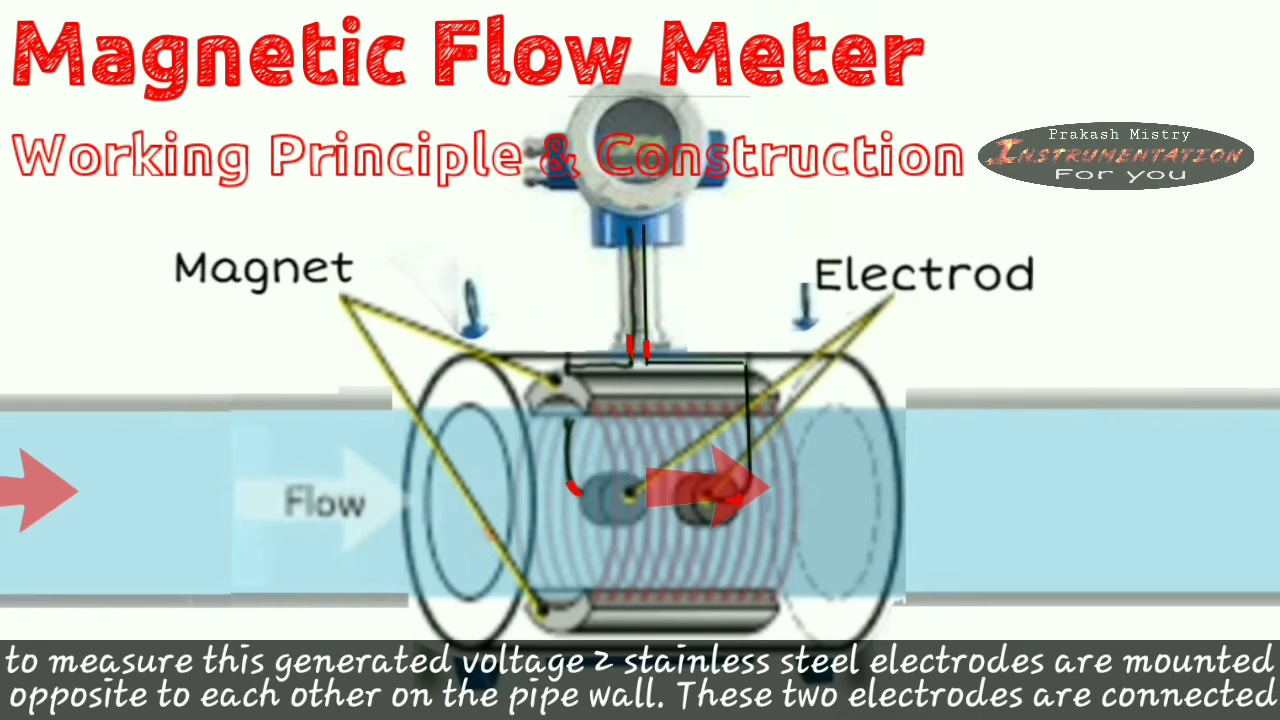 Magnetic Flow Meter
Working Principle & Construction
Prakash Mistry
INSTRUMENTATION
For you
Magnet
Electrod
Flow
to measure this generated voltage 2 stainless steel electrodes are mounted
opposite to each other on the pipe wall. These two electrodes are connected